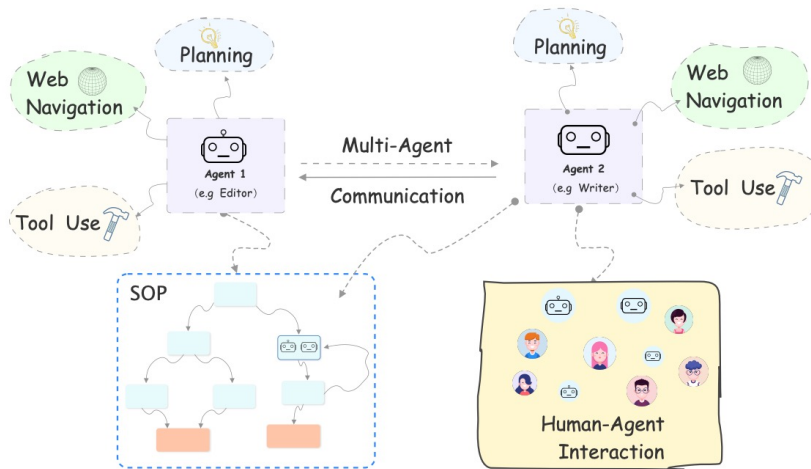 Planning
Web
Navigation
Tool Use
Agent 1
(e.g Editor)
Multi-Agent
Communication
Planning
Web
Navigation
Tool Use
Agent 2
(e.g Writer)
SOP
Human-Agent
Interaction